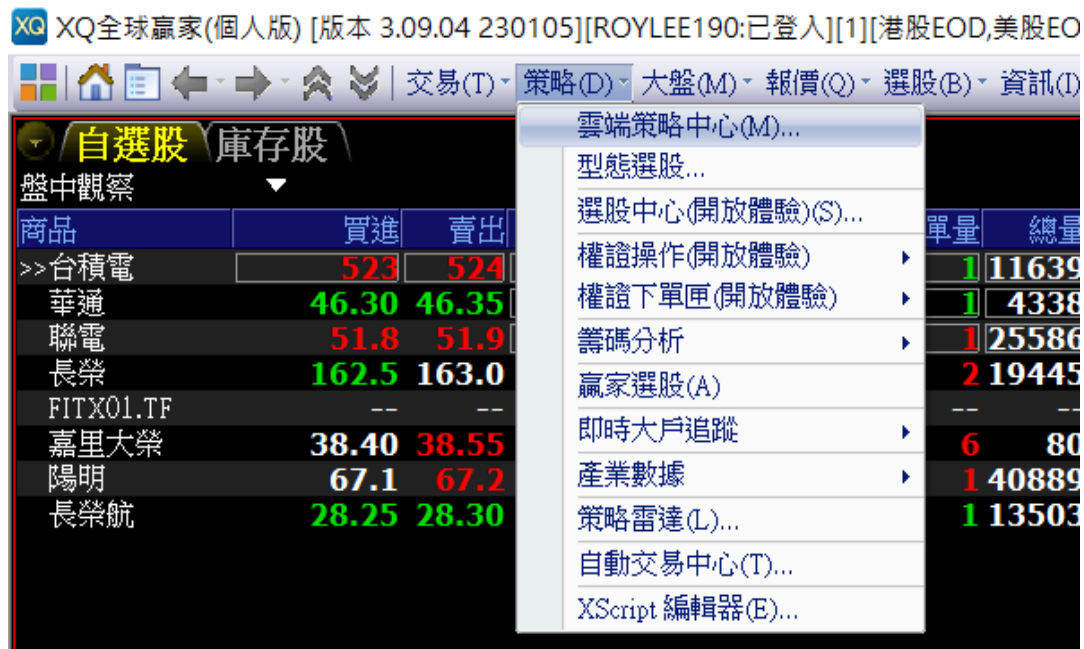 XQ XQ全球贏家(個人版) [版本 3.09.04 230105][ROYLEE190:已登入][1][港股EOD,美股EO
交易(T) 策略(D) 大盤(M) 報價(Q) 選股(B) 資訊(I)
自選股 庫存股
盤中觀察
商品 買進 賣出 單量 總量
>>台積電 523 524 1 11639
華通 46.30 46.35 1 4338
聯電 51.8 51.9 1 25586
長榮 162.5 163.0 2 19445
FITX01.TF -- -- -- --
嘉里大榮 38.40 38.55 6 80
陽明 67.1 67.2 1 40889
長榮航 28.25 28.30 1 13503
雲端策略中心(M)...
型態選股...
選股中心(開放體驗)(S)...
權證操作(開放體驗)
權證下單匣(開放體驗)
籌碼分析
贏家選股(A)
即時大戶追蹤
產業數據
策略雷達(L)...
自動交易中心(T)...
XScript 編輯器(E)...